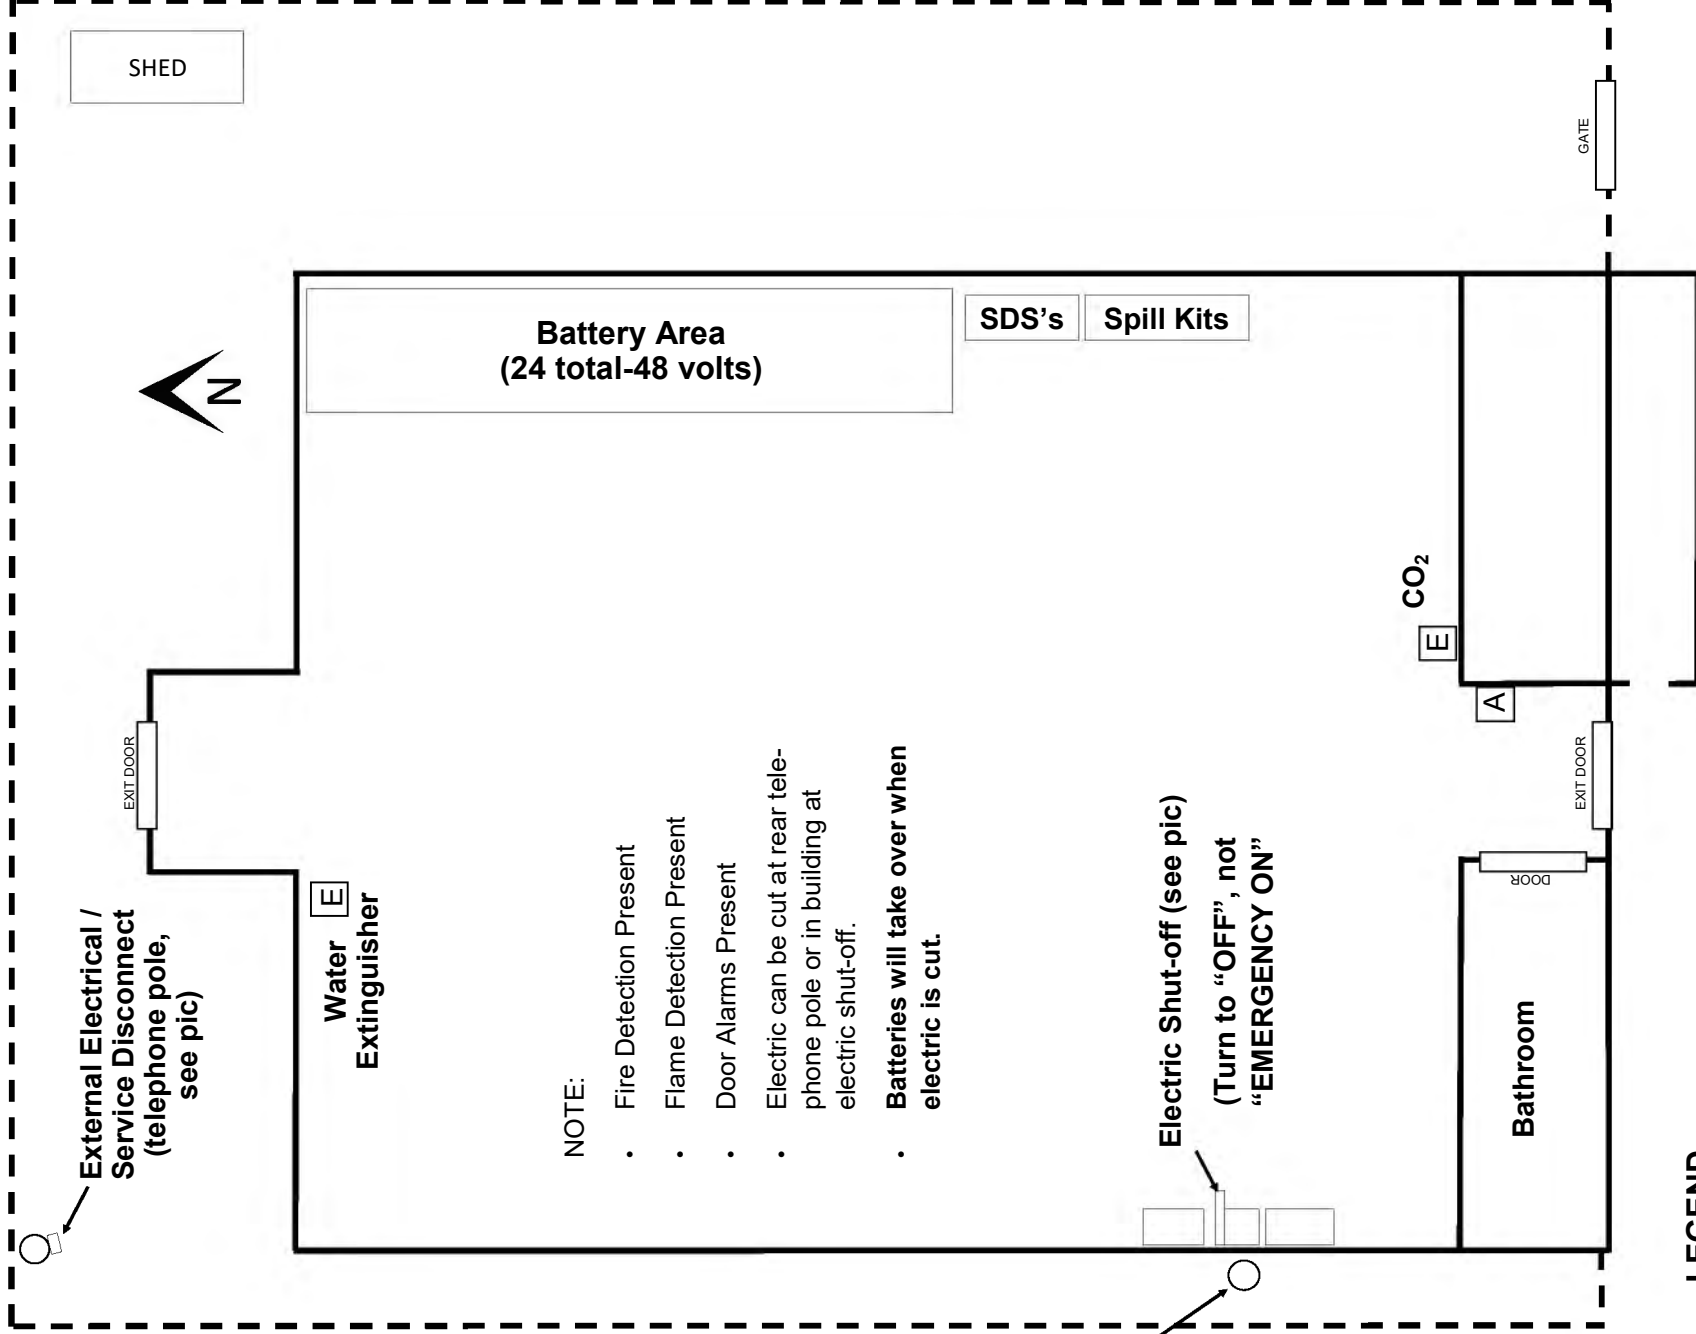 SHED
GATE
N
Battery Area
(24 total-48 volts)
SDS’s
Spill Kits
EXIT DOOR
External Electrical /
Service Disconnect
(telephone pole,
see pic)
E
Water
Extinguisher
NOTE:
• Fire Detection Present
• Flame Detection Present
• Door Alarms Present
• Electric can be cut at rear tele-
phone pole or in building at
electric shut-off.
• Batteries will take over when
electric is cut.
Electric Shut-off (see pic)
(Turn to “OFF”, not
“EMERGENCY ON”
CO₂
E
A
EXIT DOOR
DOOR
Bathroom
LEGEND